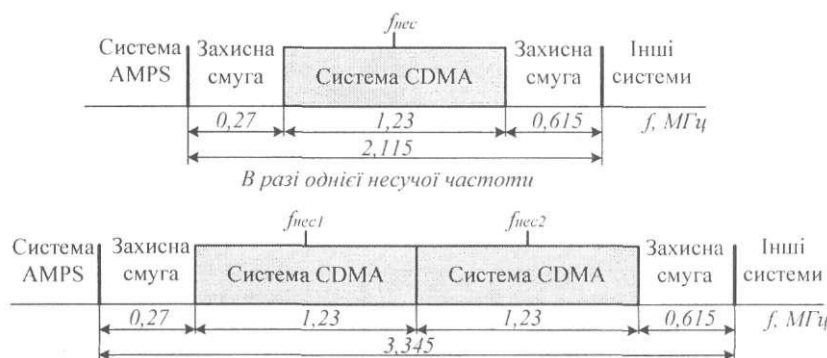 fнес
Система AMPS
Захисна смуга
Система CDMA
Захисна смуга
Інші системи
0,27
1,23
0,615
f, МГц
2,115
В разі однієї несучої частоти
fнес1
fнес2
Система AMPS
Захисна смуга
Система CDMA
Система CDMA
Захисна смуга
Інші системи
0,27
1,23
1,23
0,615
f, МГц
3,345